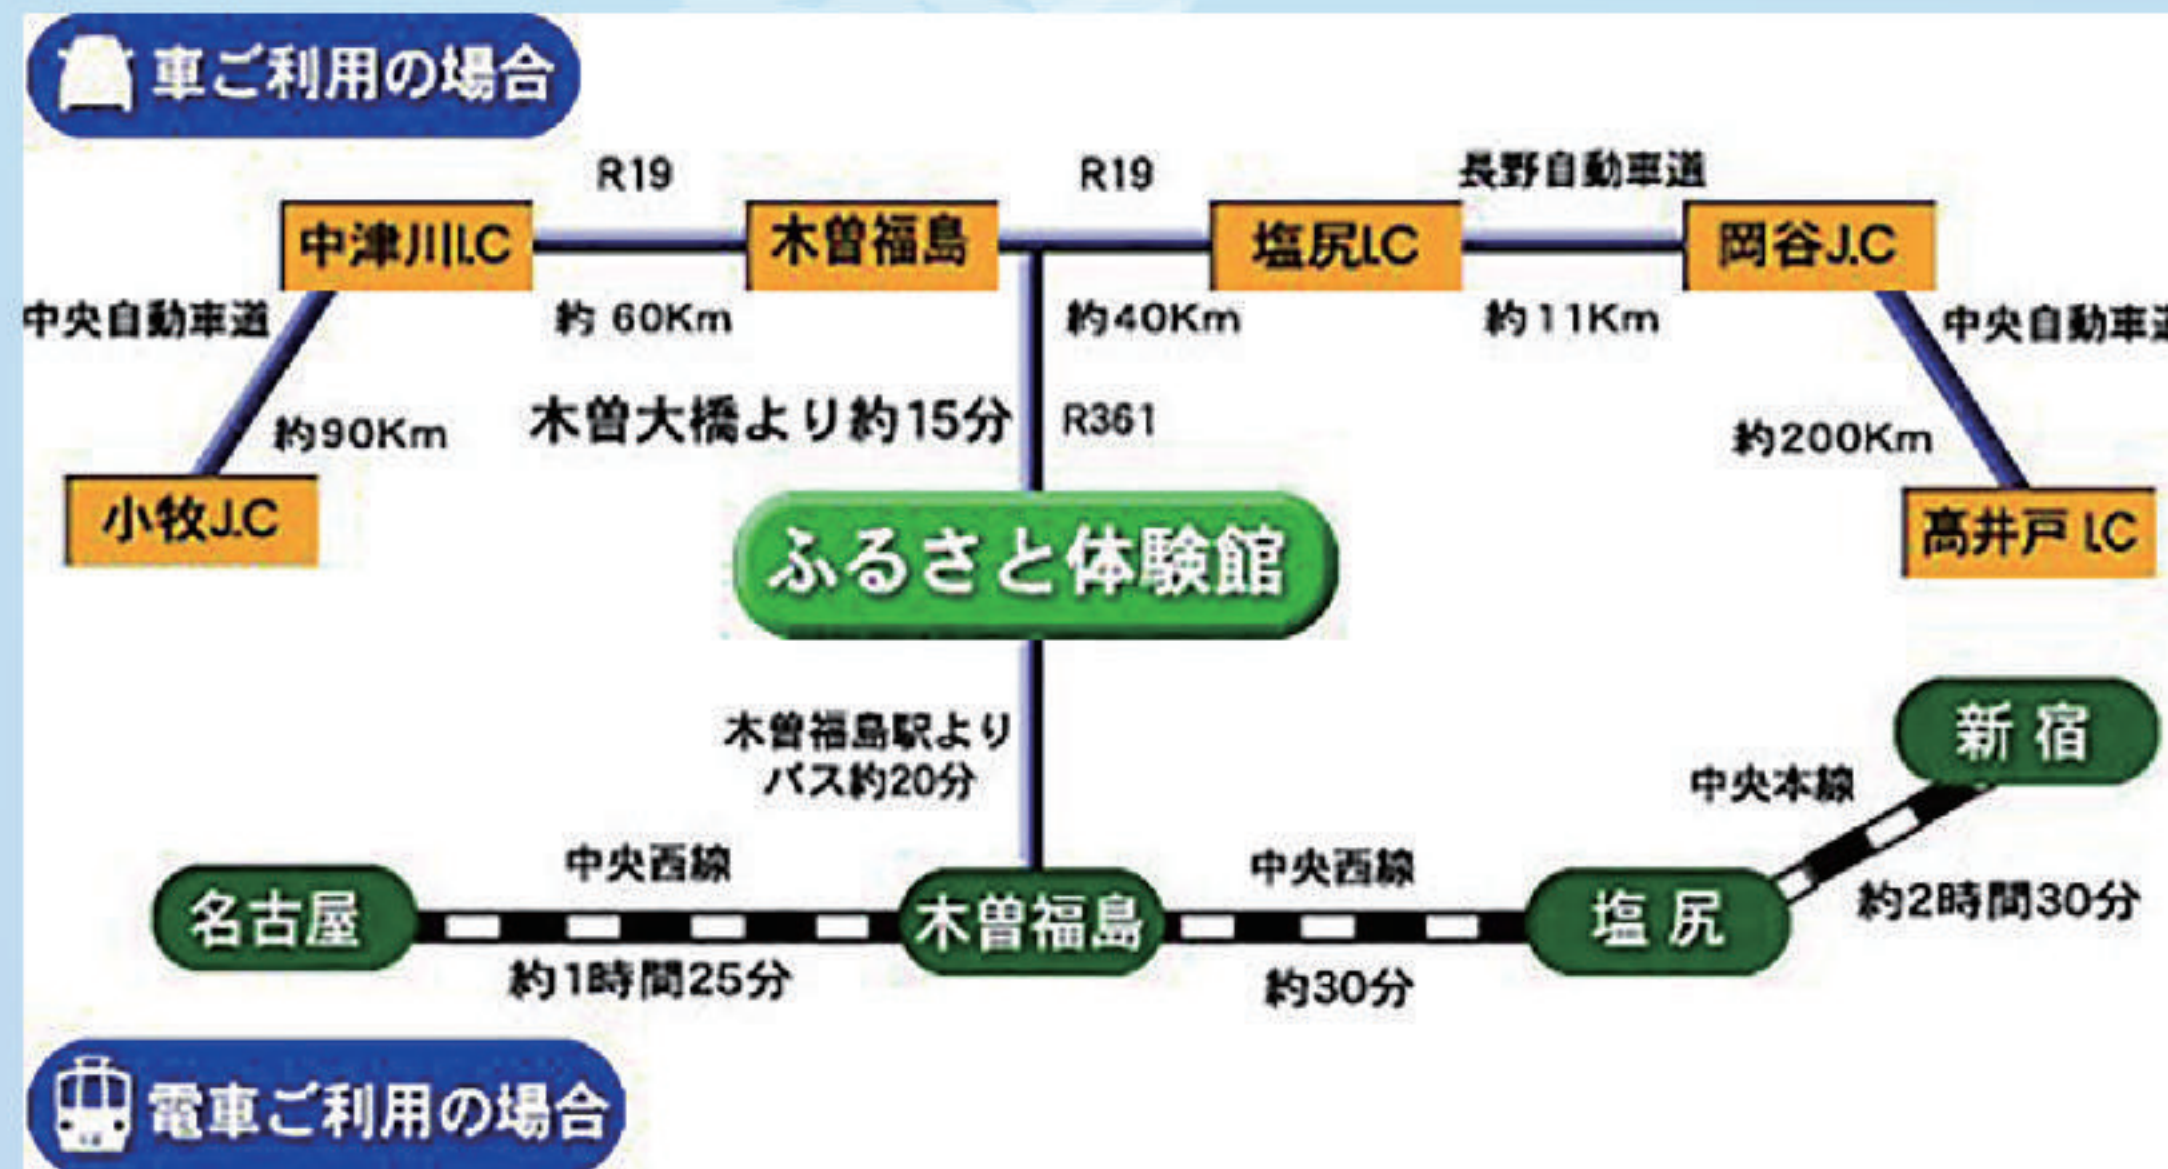 車ご利用の場合
R19
R19
長野自動車道
中津川I.C
木曽福島
塩尻I.C
岡谷J.C
中央自動車道
約 60Km
約40Km
約11Km
中央自動車道
約90Km
木曽大橋より約15分
R361
約200Km
小牧J.C
高井戸 I.C
ふるさと体験館
木曽福島駅より
バス約20分
新宿
中央本線
中央西線
中央西線
約2時間30分
名古屋
木曽福島
塩尻
約1時間25分
約30分
電車ご利用の場合